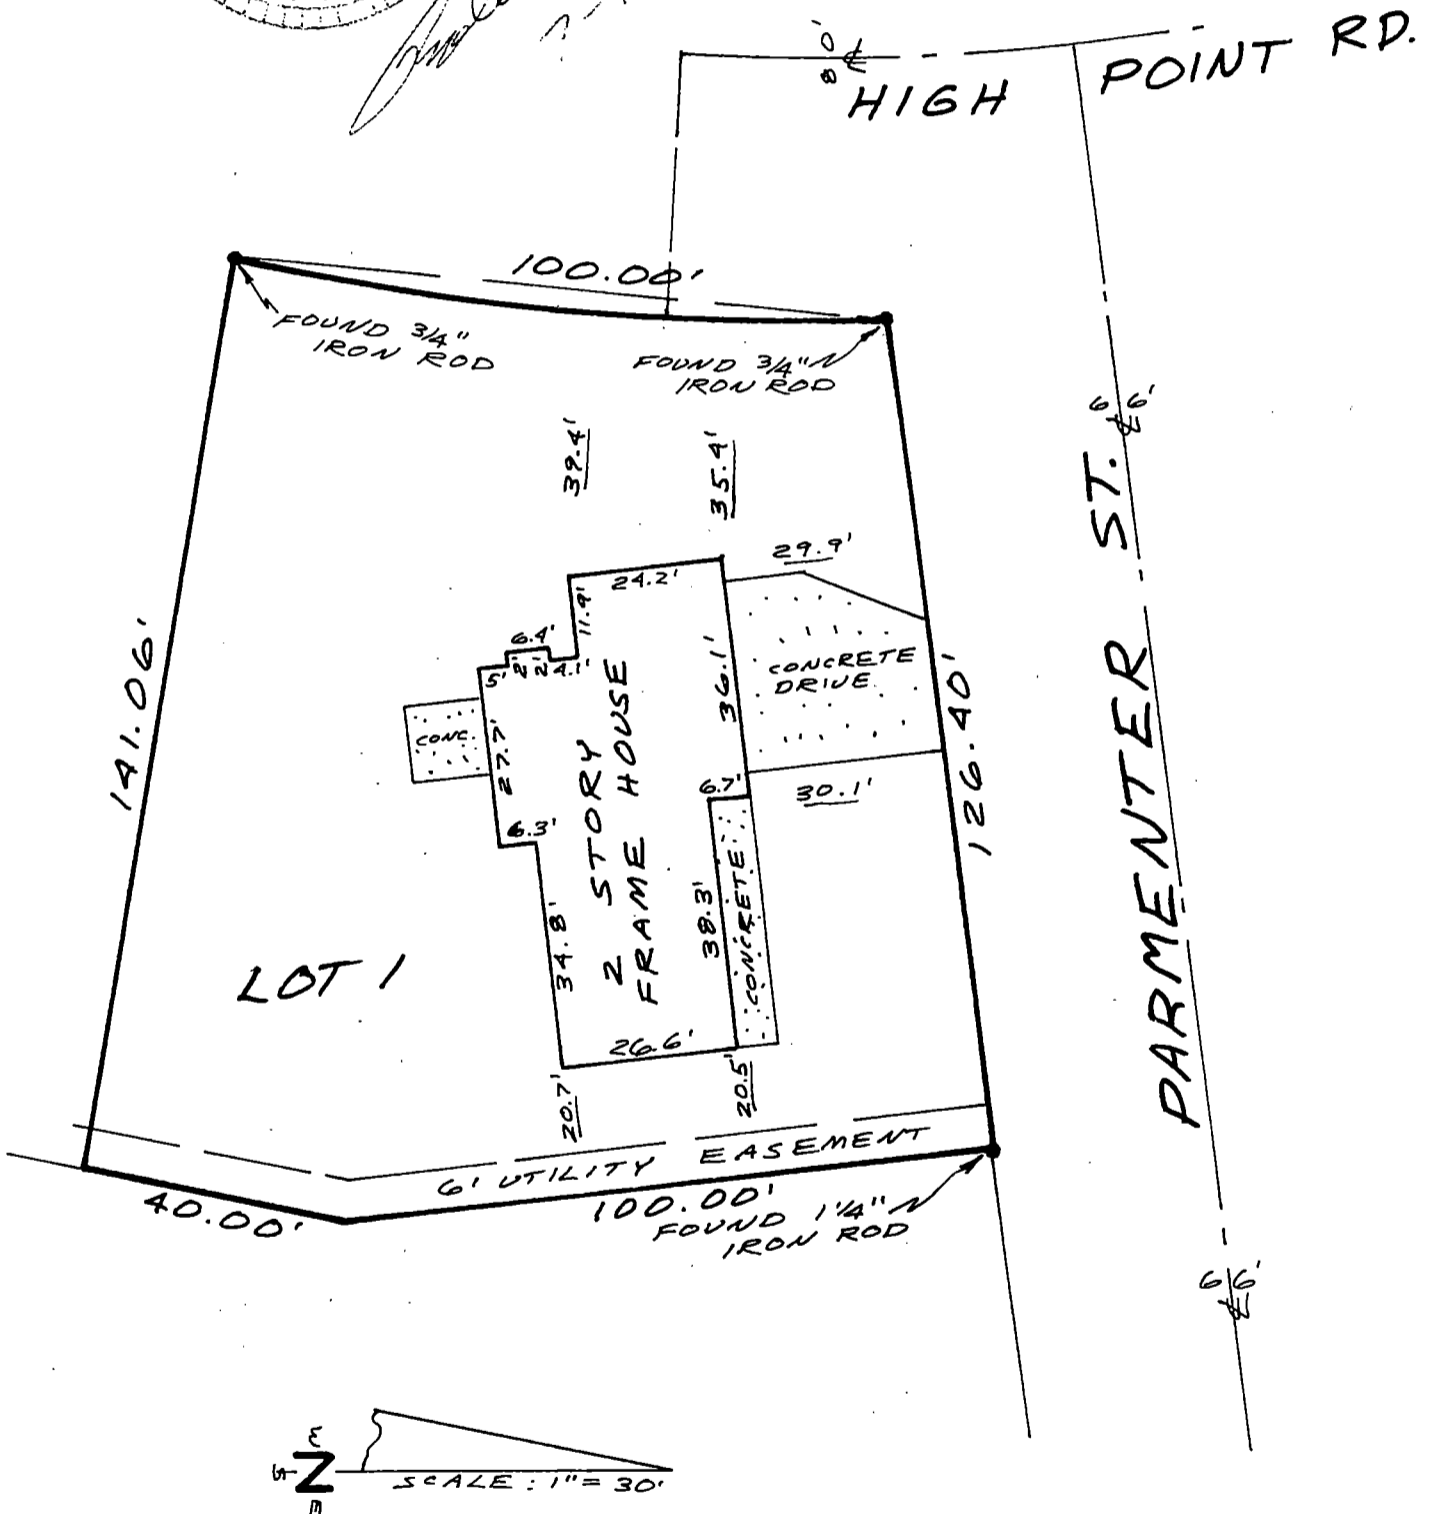 80'
HIGH POINT RD.
100.00'
FOUND 3/4"
IRON ROD
FOUND 3/4"
IRON ROD
39.4'
35.4'
66'
PARMENTER ST.
29.9'
24.2'
11.9'
6.4'
2'
2'
4.1'
5'
CONCRETE
DRIVE
36.1'
126.40'
141.06'
CONC.
27.7'
2 STORY
FRAME HOUSE
6.7'
30.1'
6.3'
34.8'
38.3'
CONCRETE
LOT 1
26.6'
20.7'
20.5'
6' UTILITY EASEMENT
40.00'
100.00'
FOUND 1 1/4"
IRON ROD
66'
W
S
N
E
SCALE : 1" = 30'